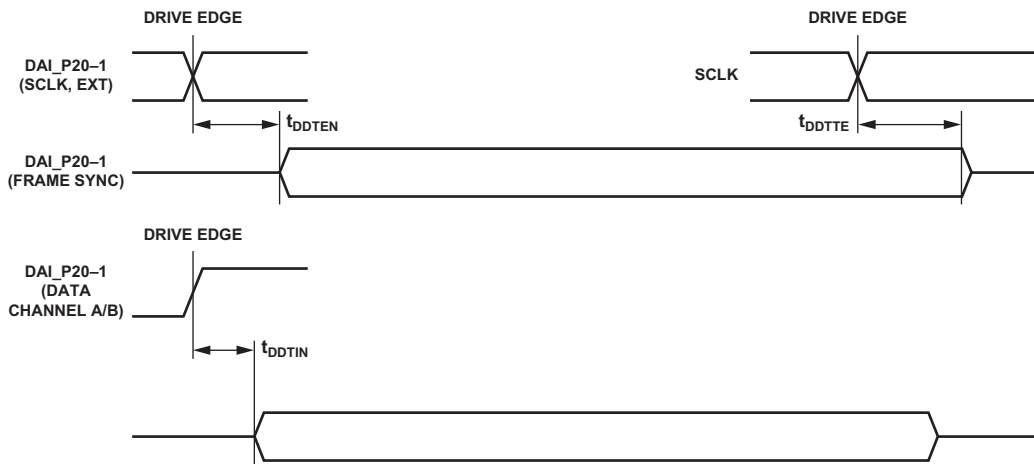 DRIVE EDGE
DRIVE EDGE
DAI_P20–1
(SCLK, EXT)
SCLK
tDDTEN
tDDTTE
DAI_P20–1
(FRAME SYNC)
DRIVE EDGE
DAI_P20–1
(DATA
CHANNEL A/B)
tDDTIN